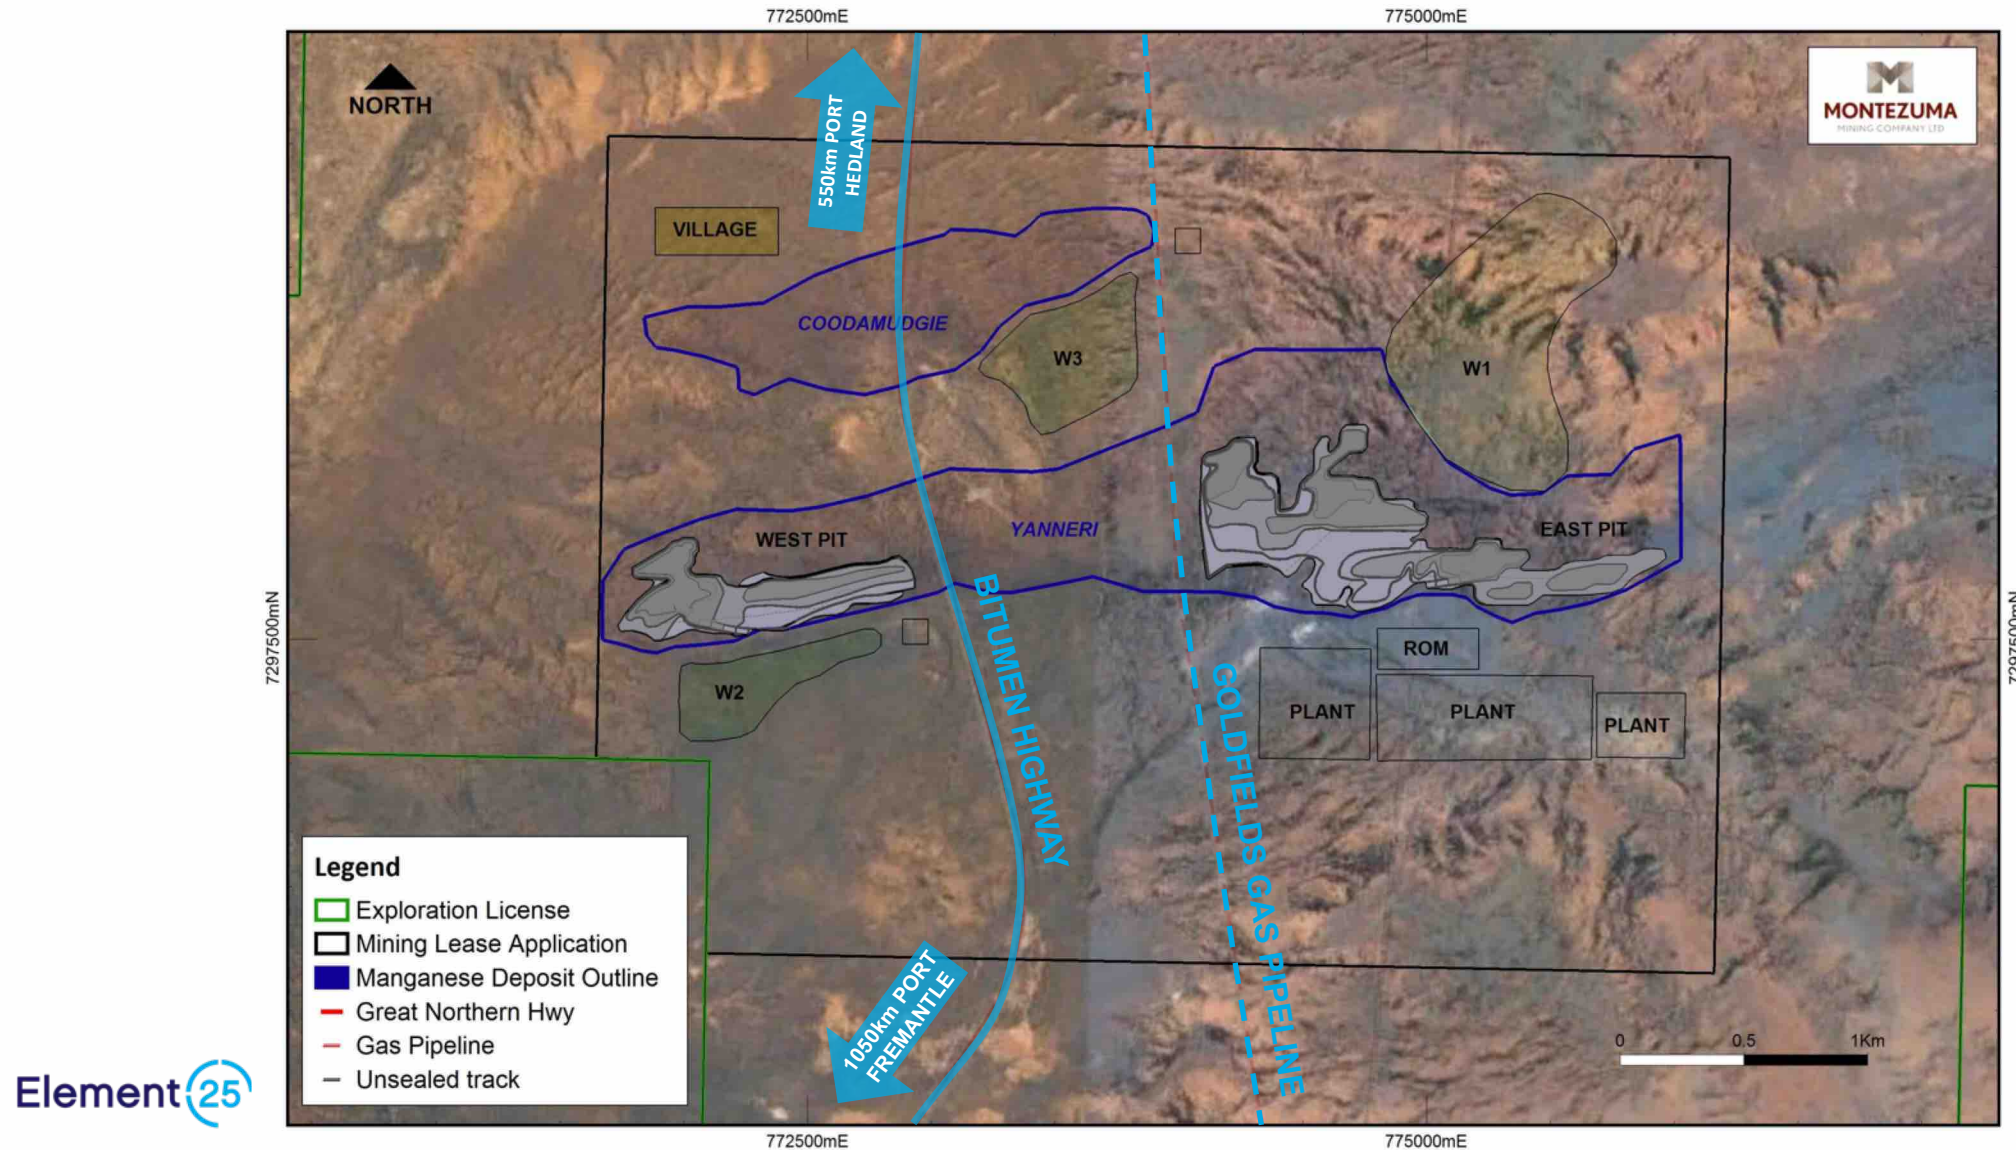 772500mE
775000mE
NORTH
550km PORT
HEDLAND
MONTEZUMA
MINING COMPANY LTD
VILLAGE
COODAMUDGIE
W3
W1
WEST PIT
YANNERI
EAST PIT
7297500mN
7297500mN
BITUMEN HIGHWAY
GOLDFIELDS GAS PIPELINE
ROM
W2
PLANT
PLANT
PLANT
Legend
Exploration License
Mining Lease Application
Manganese Deposit Outline
Great Northern Hwy
Gas Pipeline
Unsealed track
1050km PORT
FREMANTLE
0 0.5 1Km
Element 25
772500mE
775000mE